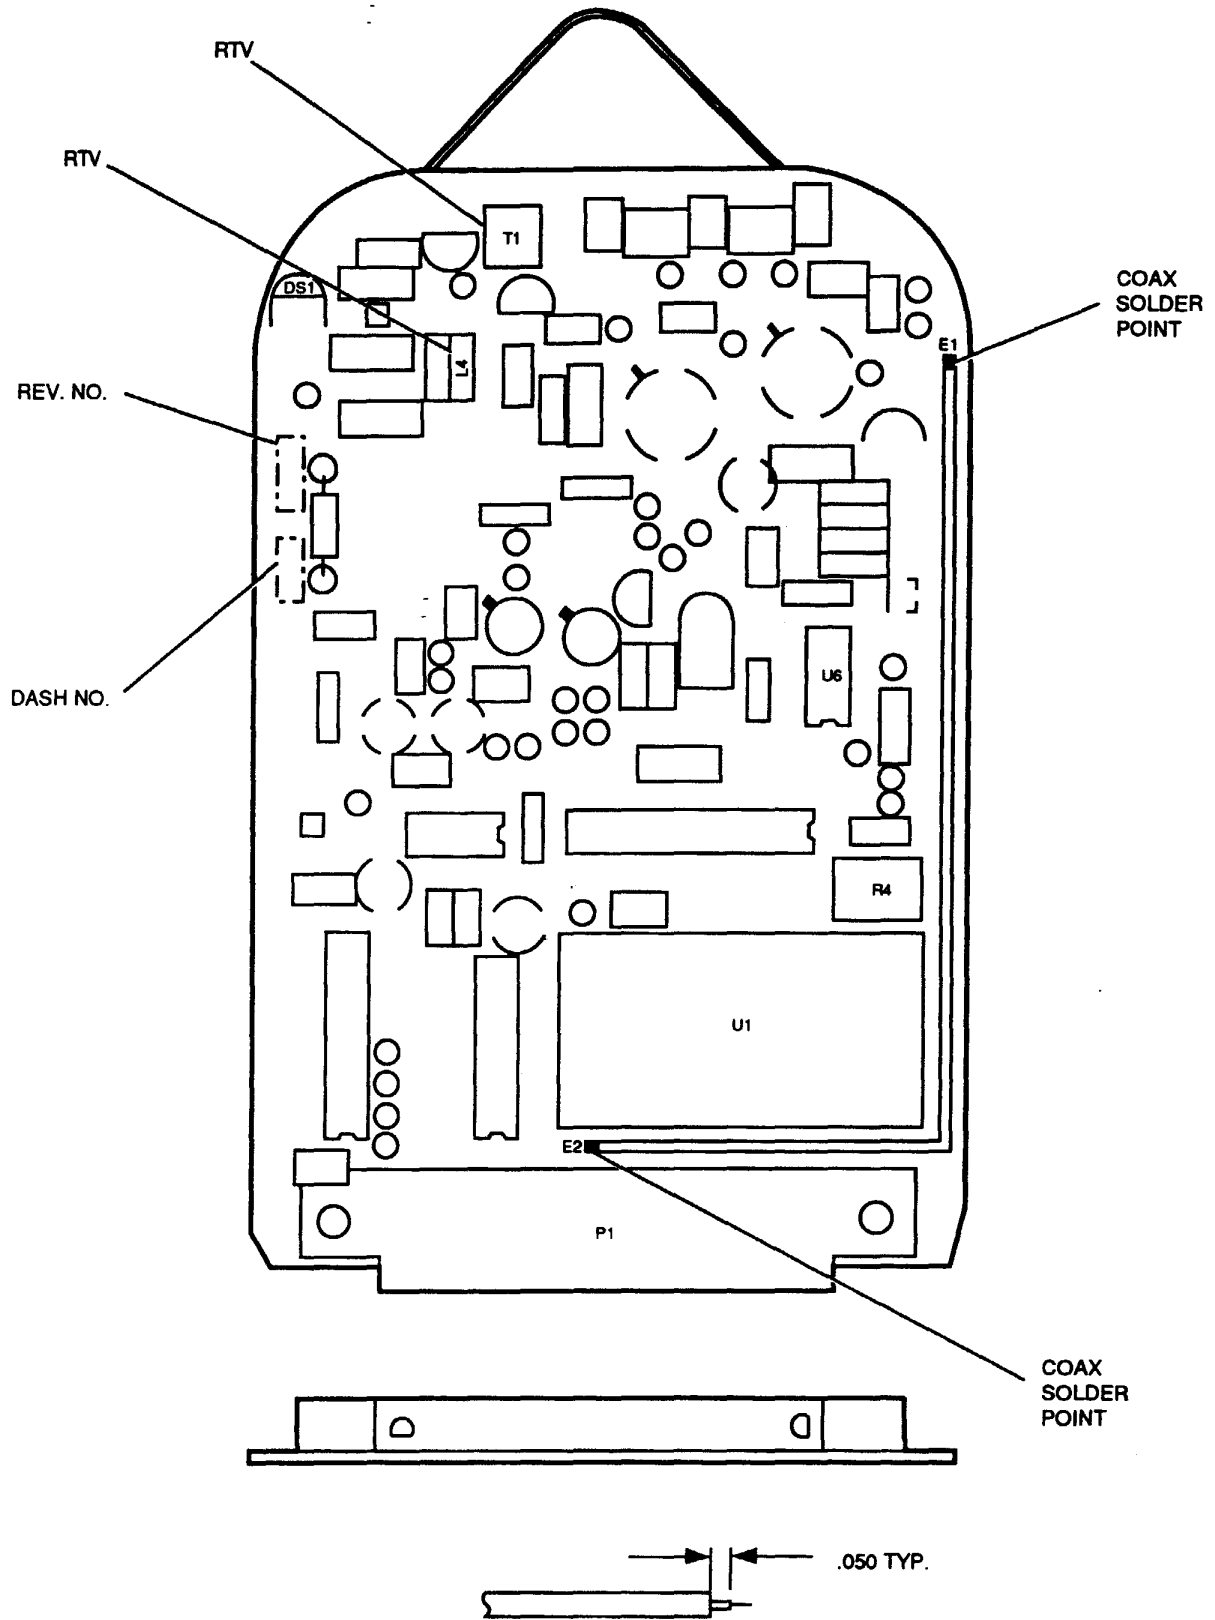 RTV
RTV
T1
DS1
COAX
SOLDER
POINT
E1
L4
REV. NO.
DASH NO.
U6
R4
U1
E2
P1
COAX
SOLDER
POINT
.050 TYP.